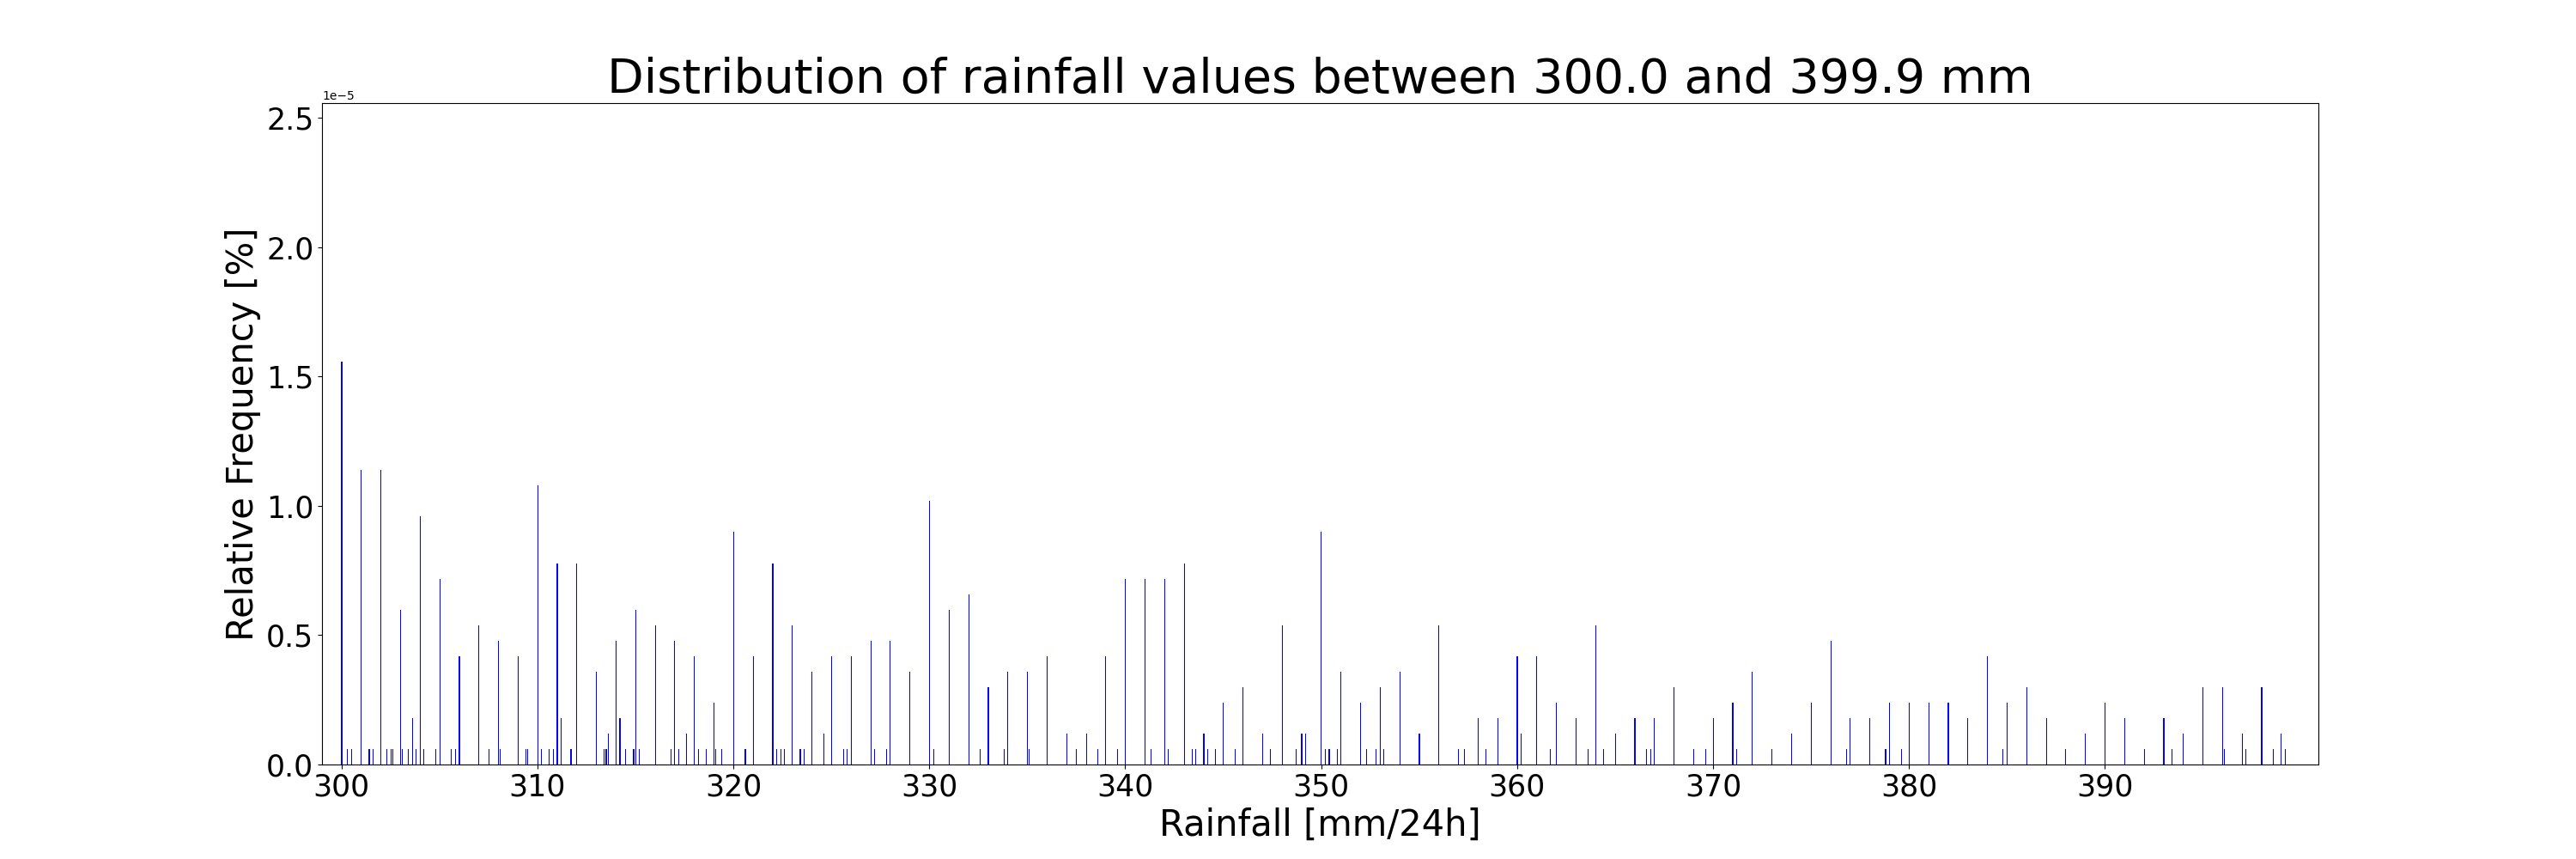 Distribution of rainfall values between 300.0 and 399.9 mm
1e−5
2.5
2.0
1.5
1.0
0.5
0.0
Relative Frequency [%]
300 310 320 330 340 350 360 370 380 390
Rainfall [mm/24h]